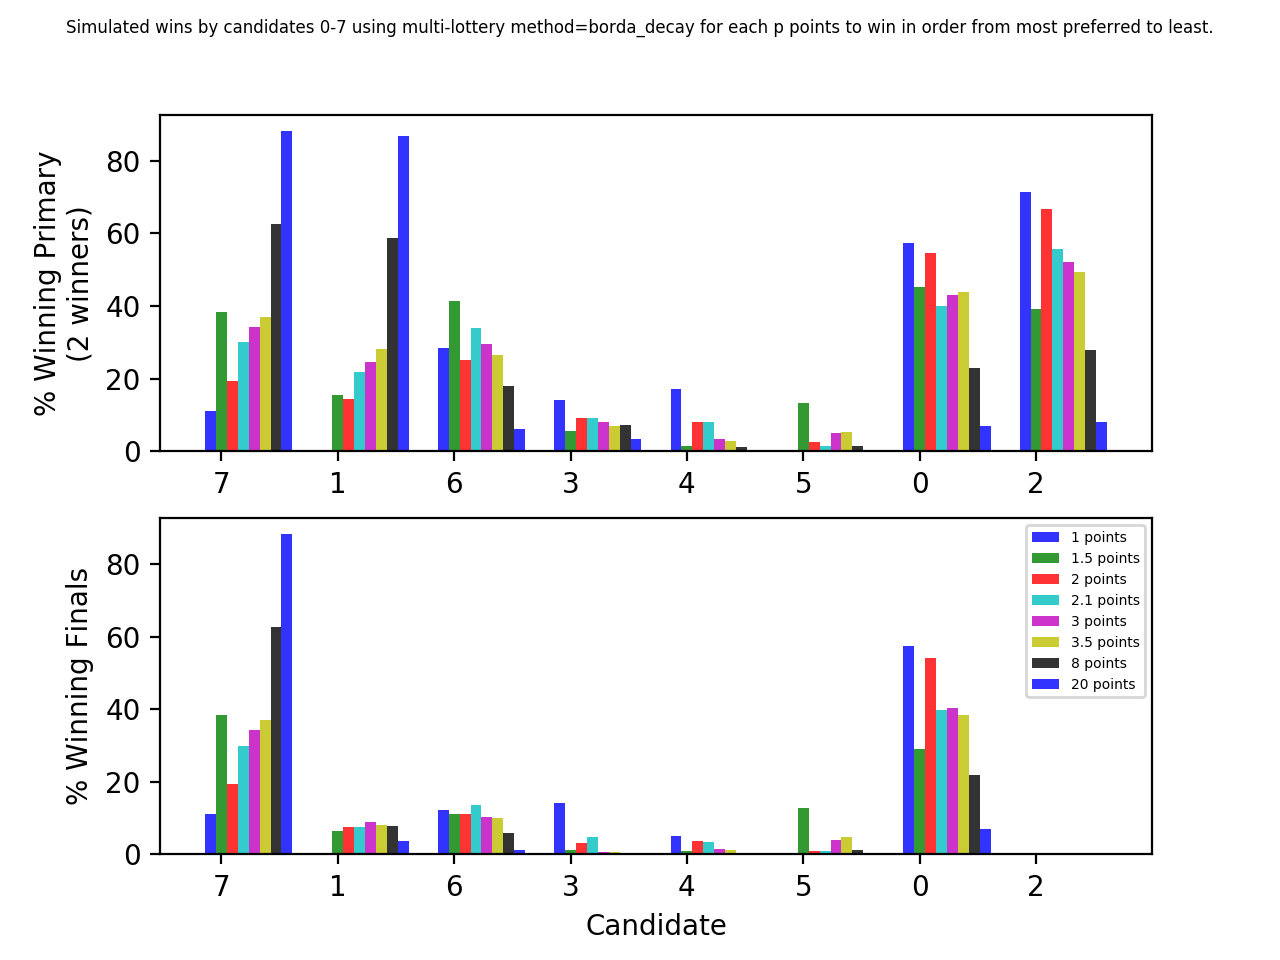 Simulated wins by candidates 0-7 using multi-lottery method=borda_decay for each p points to win in order from most preferred to least.
% Winning Primary
(2 winners)
80
60
40
20
0
7 1 6 3 4 5 0 2
% Winning Finals
80
60
40
20
0
1 points
1.5 points
2 points
2.1 points
3 points
3.5 points
8 points
20 points
7 1 6 3 4 5 0 2
Candidate